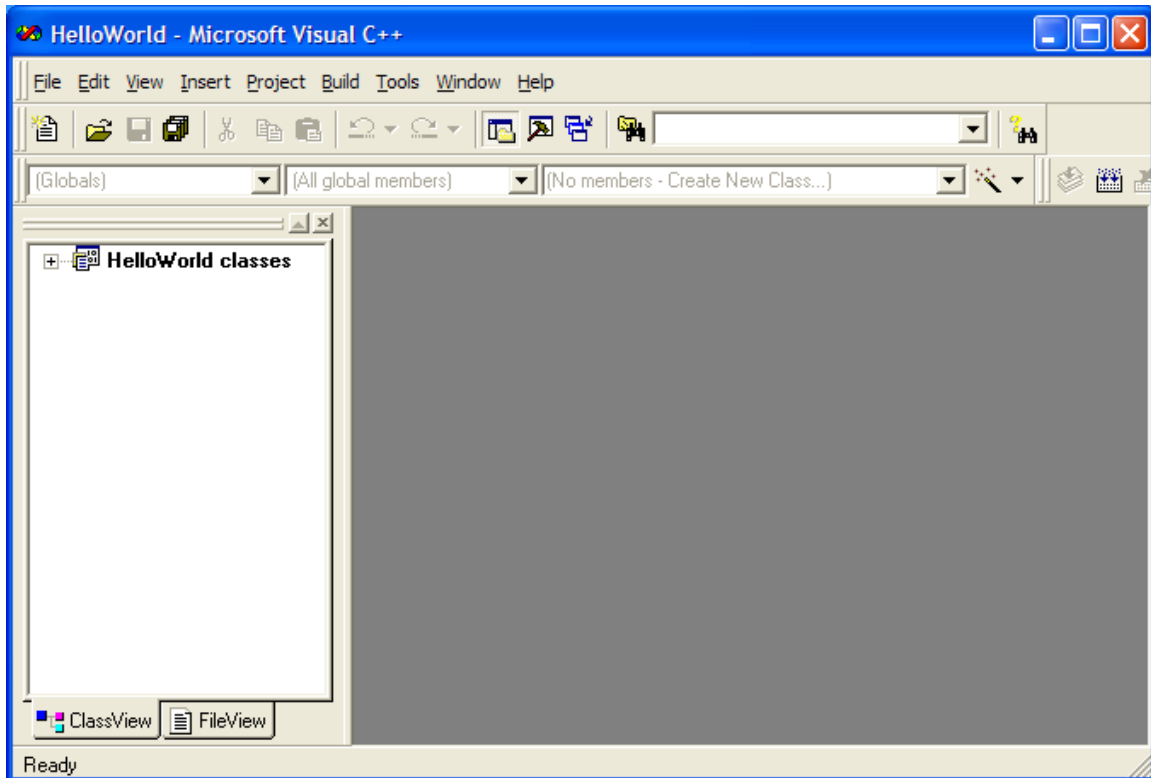 HelloWorld - Microsoft Visual C++
File Edit View Insert Project Build Tools Window Help
(Globals) (All global members) (No members - Create New Class...)
HelloWorld classes
ClassView FileView
Ready